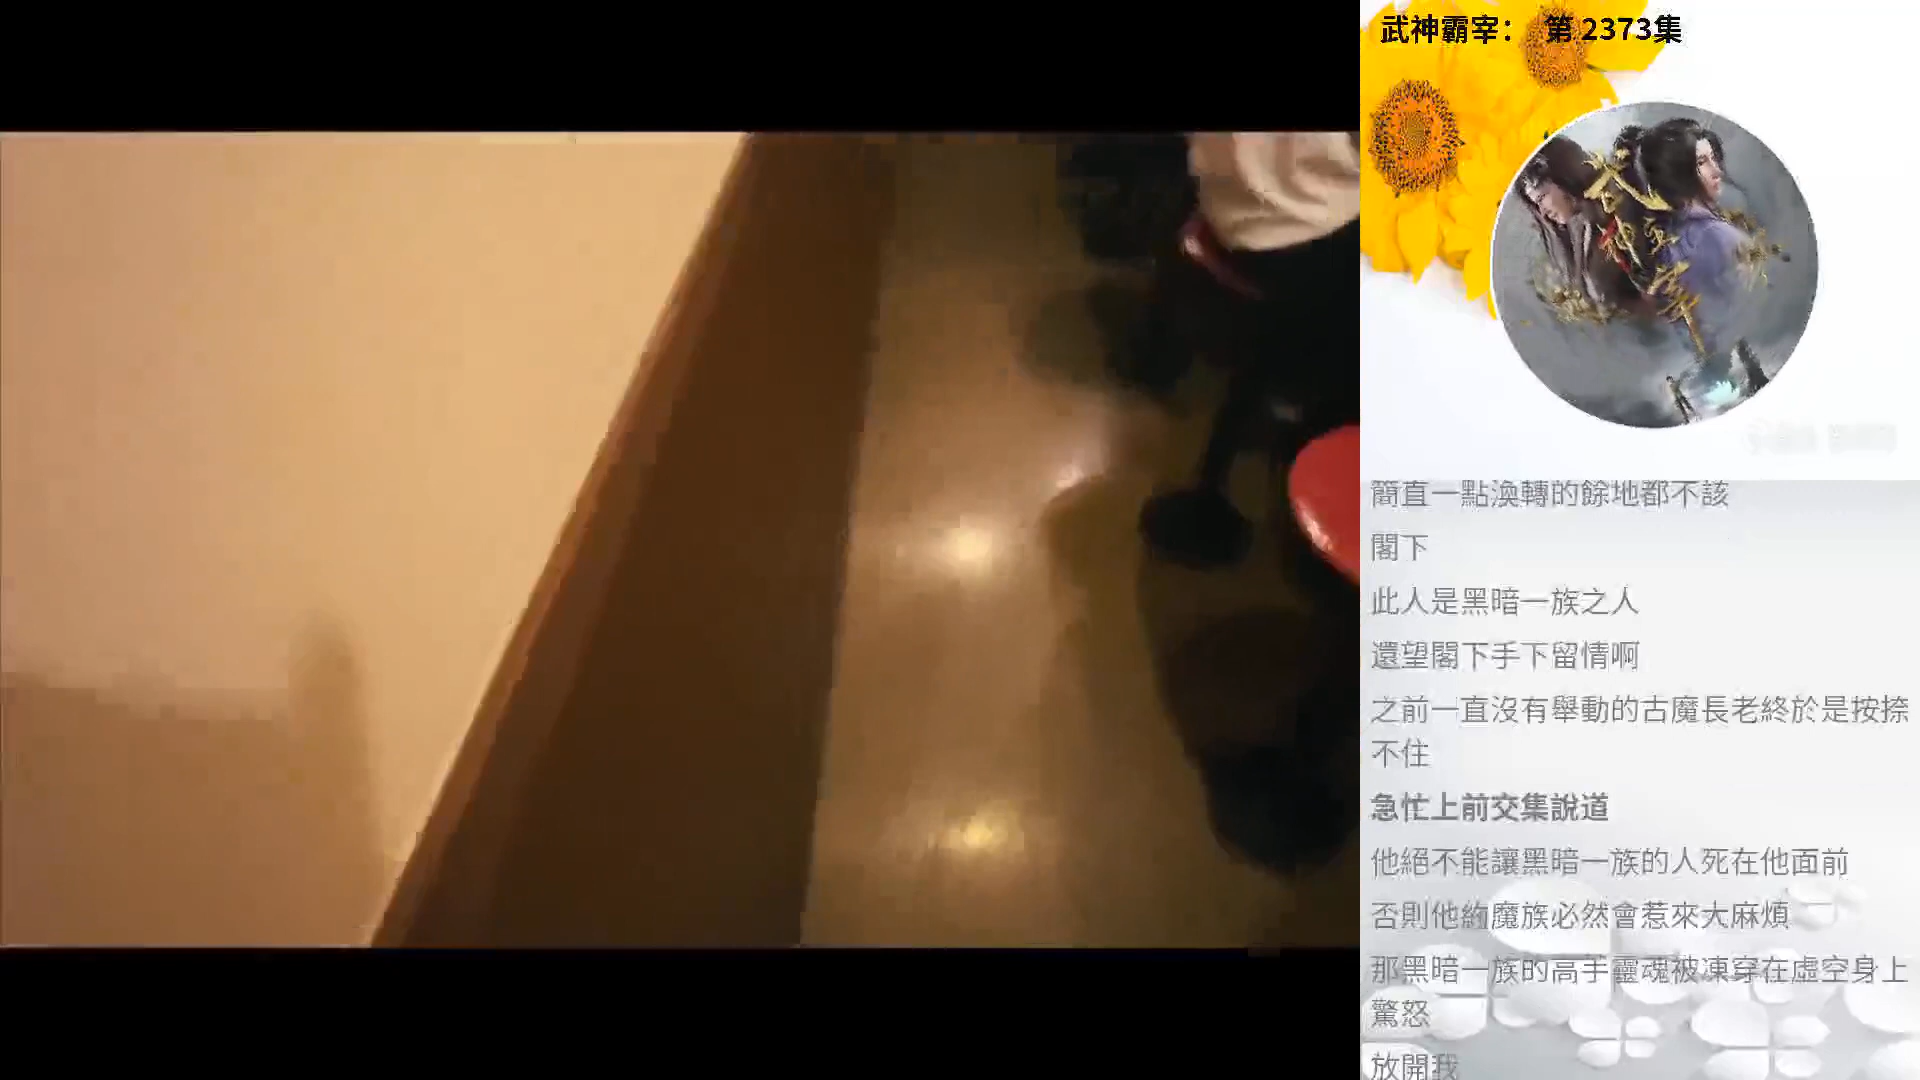 武神霸宰： 第 2373集
武神主宰
簡直一點渙轉的餘地都不該
閣下
此人是黑暗一族之人
還望閣下手下留情啊
之前一直沒有舉動的古魔長老終於是按捺
不住
急忙上前交集說道
他絕不能讓黑暗一族的人死在他面前
否則他約魔族必然會惹來大麻煩
那黑暗一族的高手靈魂被凍穿在虛空身上
驚怒
放開我